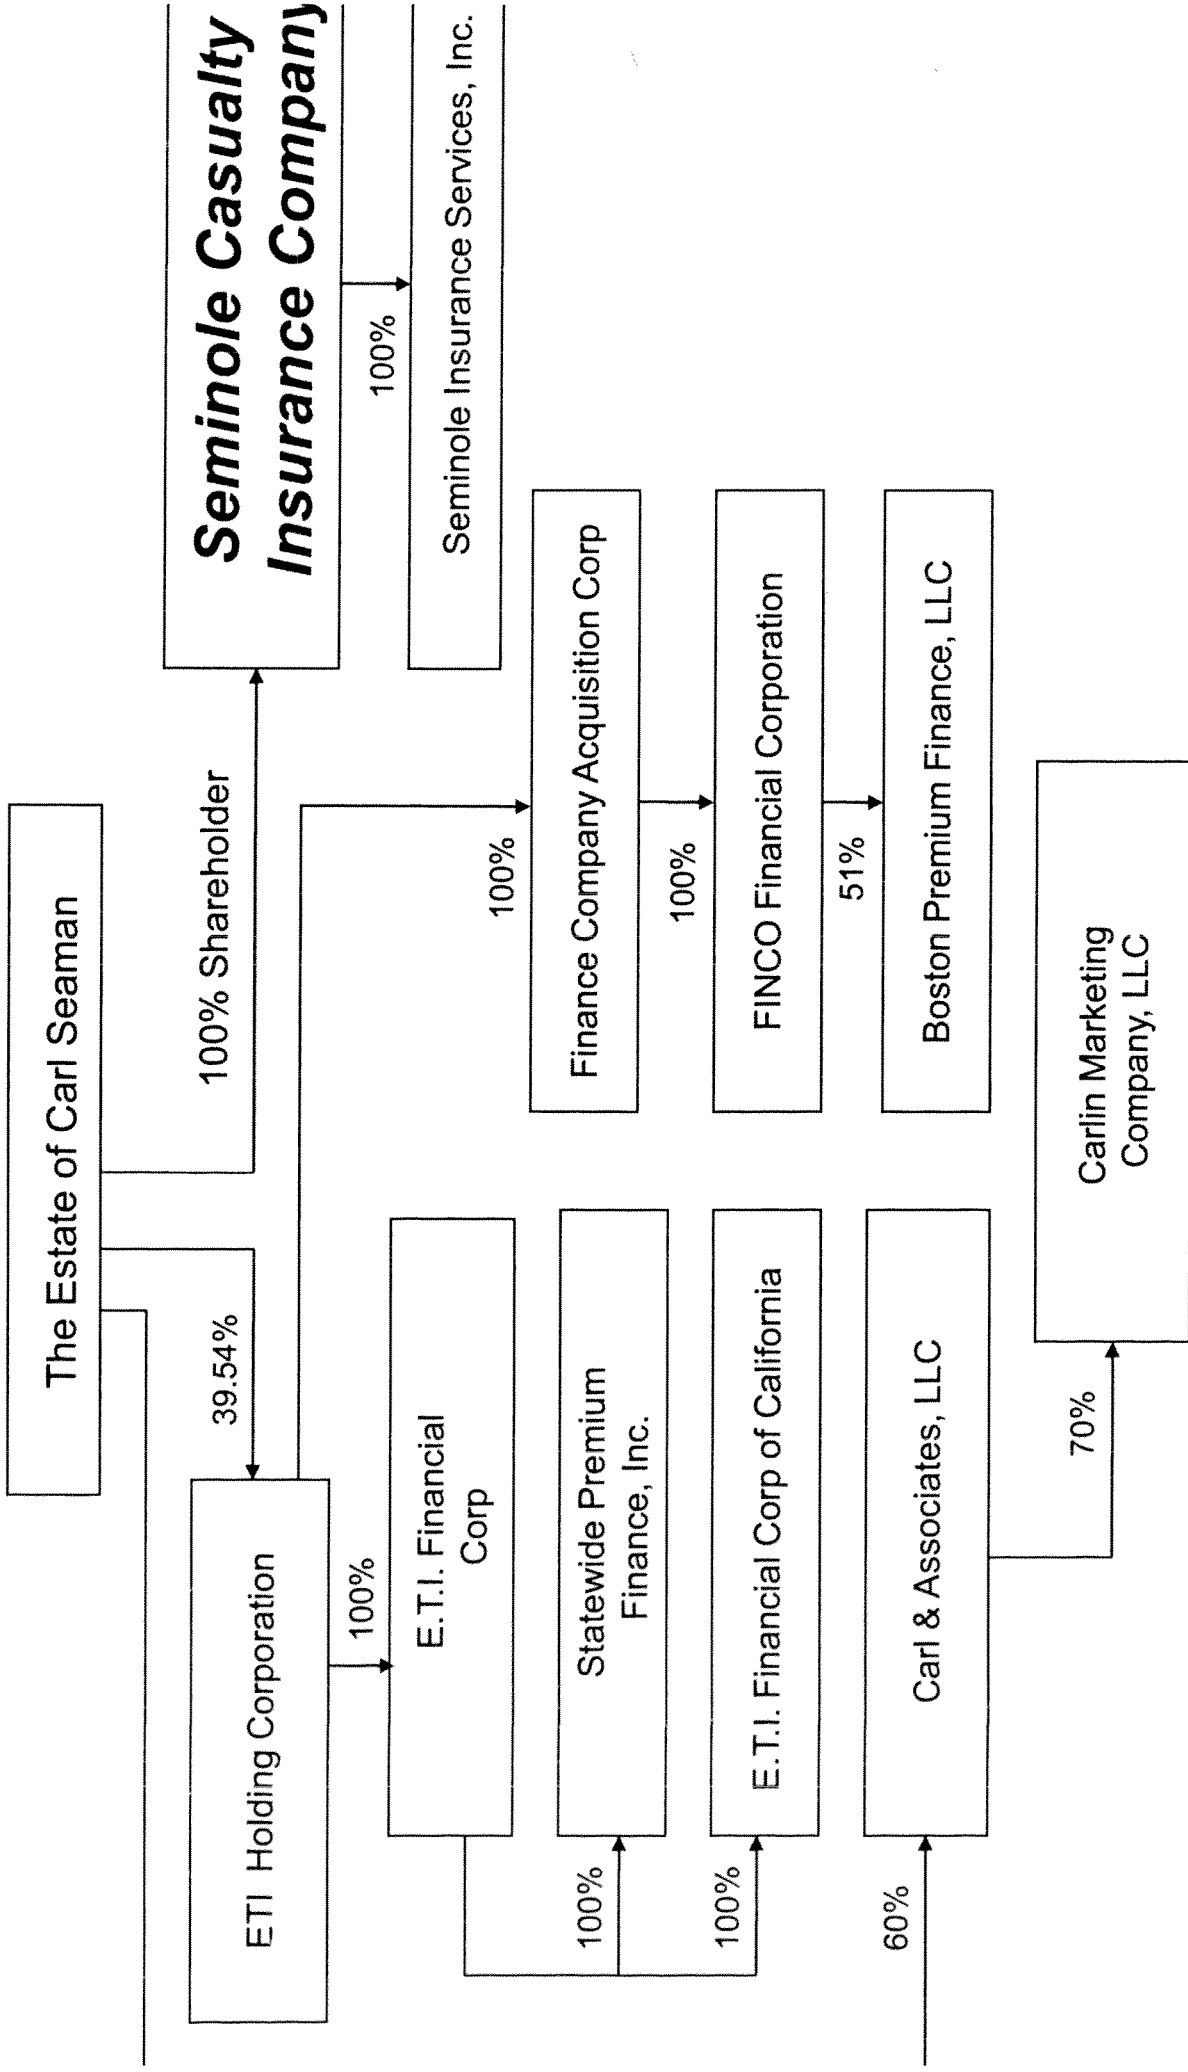 The Estate of Carl Seaman
39.54%
100% Shareholder
ETI Holding Corporation
Seminole Casualty
Insurance Company
100%
100%
E.T.I. Financial
Corp
Seminole Insurance Services, Inc.
100%
Finance Company Acquisition Corp
100%
Statewide Premium
Finance, Inc.
100%
FINCO Financial Corporation
100%
E.T.I. Financial Corp of California
51%
Boston Premium Finance, LLC
60%
Carl & Associates, LLC
70%
Carlin Marketing
Company, LLC